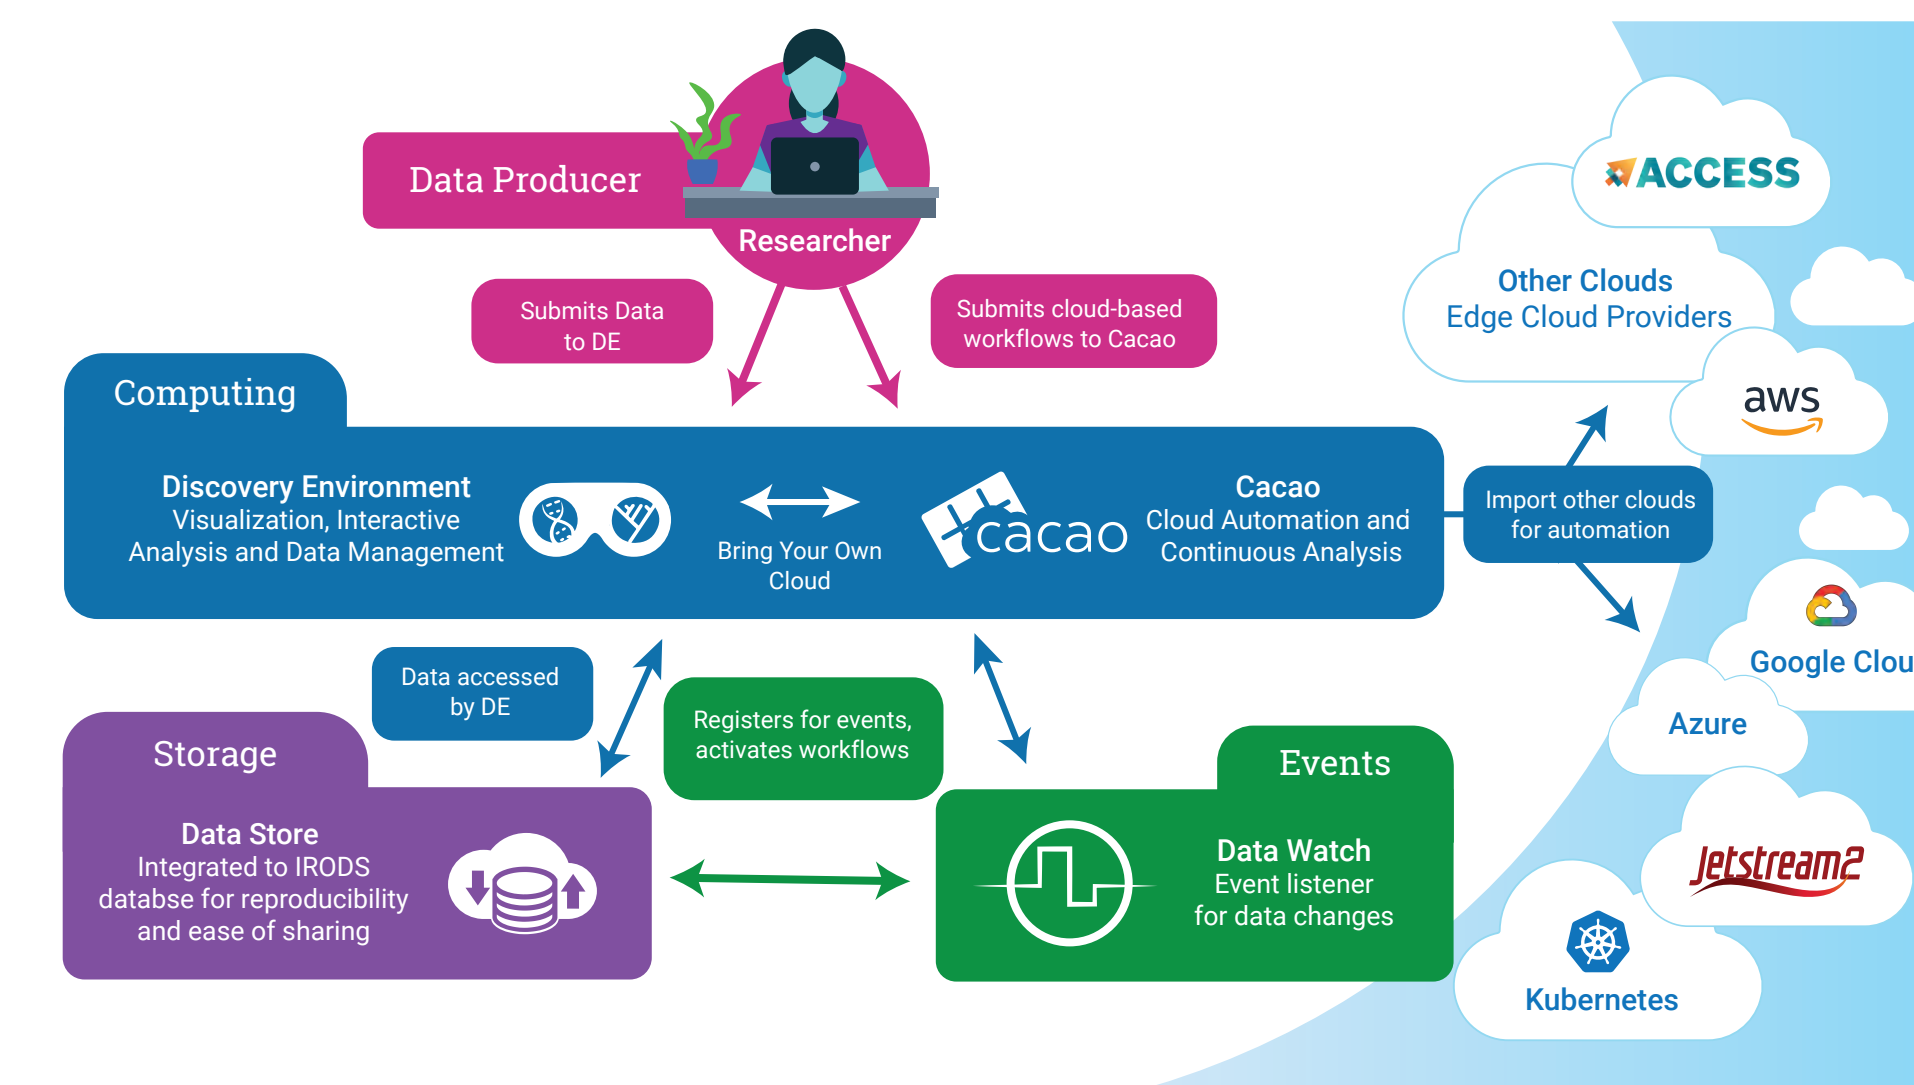 Data Producer
Researcher
Submits Data
to DE
Submits cloud-based
workflows to Cacao
Computing
Discovery Environment
Visualization, Interactive
Analysis and Data Management
Bring Your Own
Cloud
cacao
Cacao
Cloud Automation and
Continuous Analysis
Import other clouds
for automation
Data accessed
by DE
Registers for events,
activates workflows
Storage
Data Store
Integrated to IRODS
databse for reproducibility
and ease of sharing
Events
Data Watch
Event listener
for data changes
ACCESS
Other Clouds
Edge Cloud Providers
aws
Google Clou
Azure
Jetstream2
Kubernetes